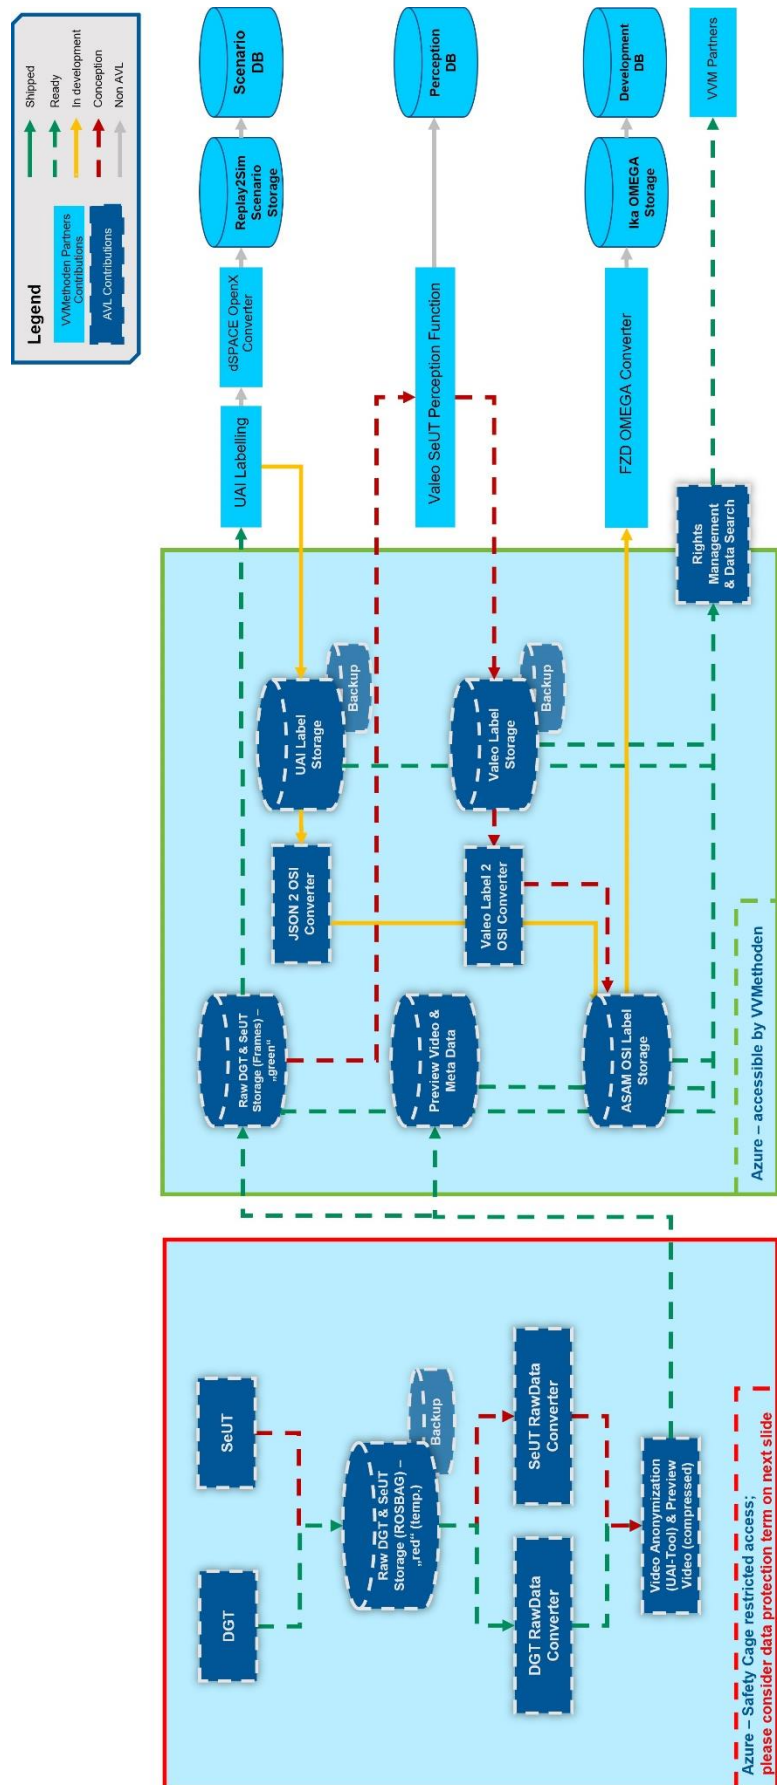 DGT
SeUT
Raw DGT & SeUT
Storage (ROSBAG) –
„red“ (temp.)
Backup
DGT RawData
Converter
SeUT RawData
Converter
Video Anonymization
(UAI-Tool) & Preview
Video (compressed)
Azure – Safety Cage restricted access;
please consider data protection term on next slide
Raw DGT & SeUT
Storage (Frames) –
„green“
Preview Video &
Meta Data
ASAM OSI Label
Storage
JSON 2 OSI
Converter
Valeo Label 2
OSI Converter
UAI Label
Storage
Backup
Valeo Label
Storage
Backup
Rights
Management
& Data Search
Azure – accessible by VVMethoden
UAI Labelling
dSPACE OpenX
Converter
Replay2Sim
Scenario
Storage
Scenario
DB
Valeo SeUT Perception Function
Perception
DB
FZD OMEGA Converter
Ika OMEGA
Storage
Development
DB
VVM Partners
Legend
VVMethoden Partners
Contributions
AVL Contributions
Shipped
Ready
In development
Conception
Non AVL